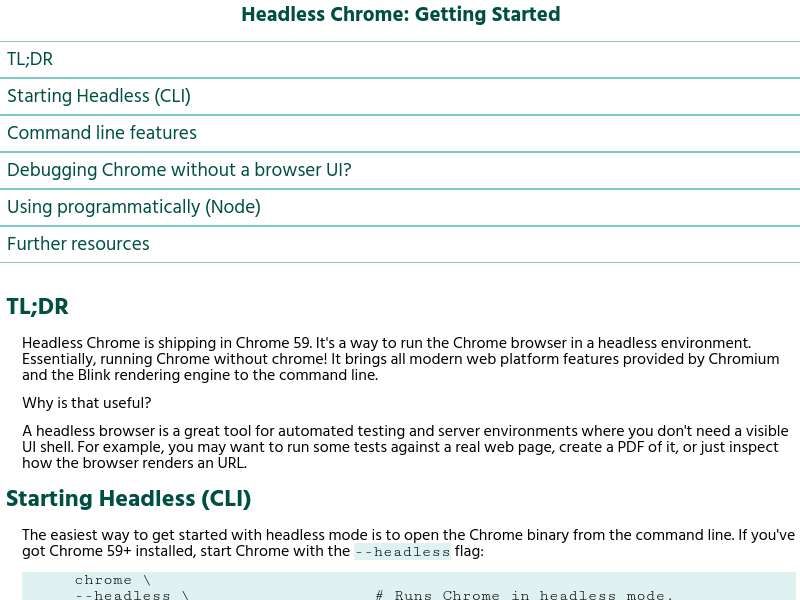 Headless Chrome: Getting Started
TL;DR
Starting Headless (CLI)
Command line features
Debugging Chrome without a browser UI?
Using programmatically (Node)
Further resources
TL;DR
Headless Chrome is shipping in Chrome 59. It's a way to run the Chrome browser in a headless environment.
Essentially, running Chrome without chrome! It brings all modern web platform features provided by Chromium
and the Blink rendering engine to the command line.
Why is that useful?
A headless browser is a great tool for automated testing and server environments where you don't need a visible
UI shell. For example, you may want to run some tests against a real web page, create a PDF of it, or just inspect
how the browser renders an URL.
Starting Headless (CLI)
The easiest way to get started with headless mode is to open the Chrome binary from the command line. If you've
got Chrome 59+ installed, start Chrome with the --headless flag:
chrome \
--headless \ # Runs Chrome in headless mode.